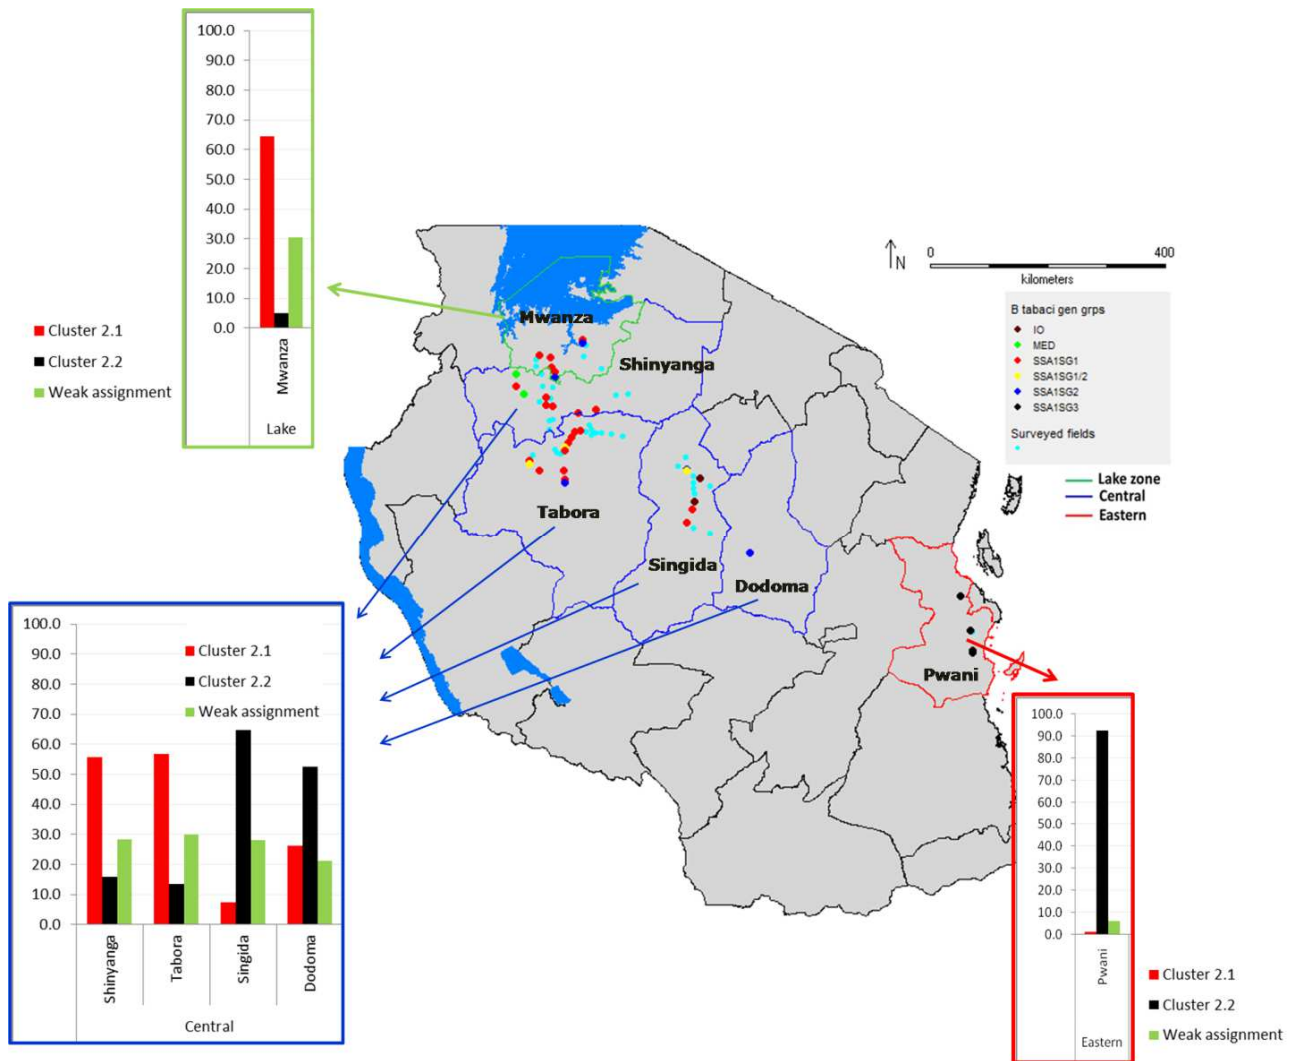 100.0
90.0
80.0
70.0
60.0
50.0
40.0
30.0
20.0
10.0
0.0
Mwanza
Lake
Cluster 2.1
Cluster 2.2
Weak assignment
N
0 400
kilometers
B tabaci gen grps
IO
MED
SSA1SG1
SSA1SG1/2
SSA1SG2
SSA1SG3
Surveyed fields
Lake zone
Central
Eastern
Mwanza
Shinyanga
Tabora
Singida
Dodoma
Pwani
100.0
90.0
80.0
70.0
60.0
50.0
40.0
30.0
20.0
10.0
0.0
Cluster 2.1
Cluster 2.2
Weak assignment
Shinyanga
Tabora
Singida
Dodoma
Central
100.0
90.0
80.0
70.0
60.0
50.0
40.0
30.0
20.0
10.0
0.0
Pwani
Eastern
Cluster 2.1
Cluster 2.2
Weak assignment